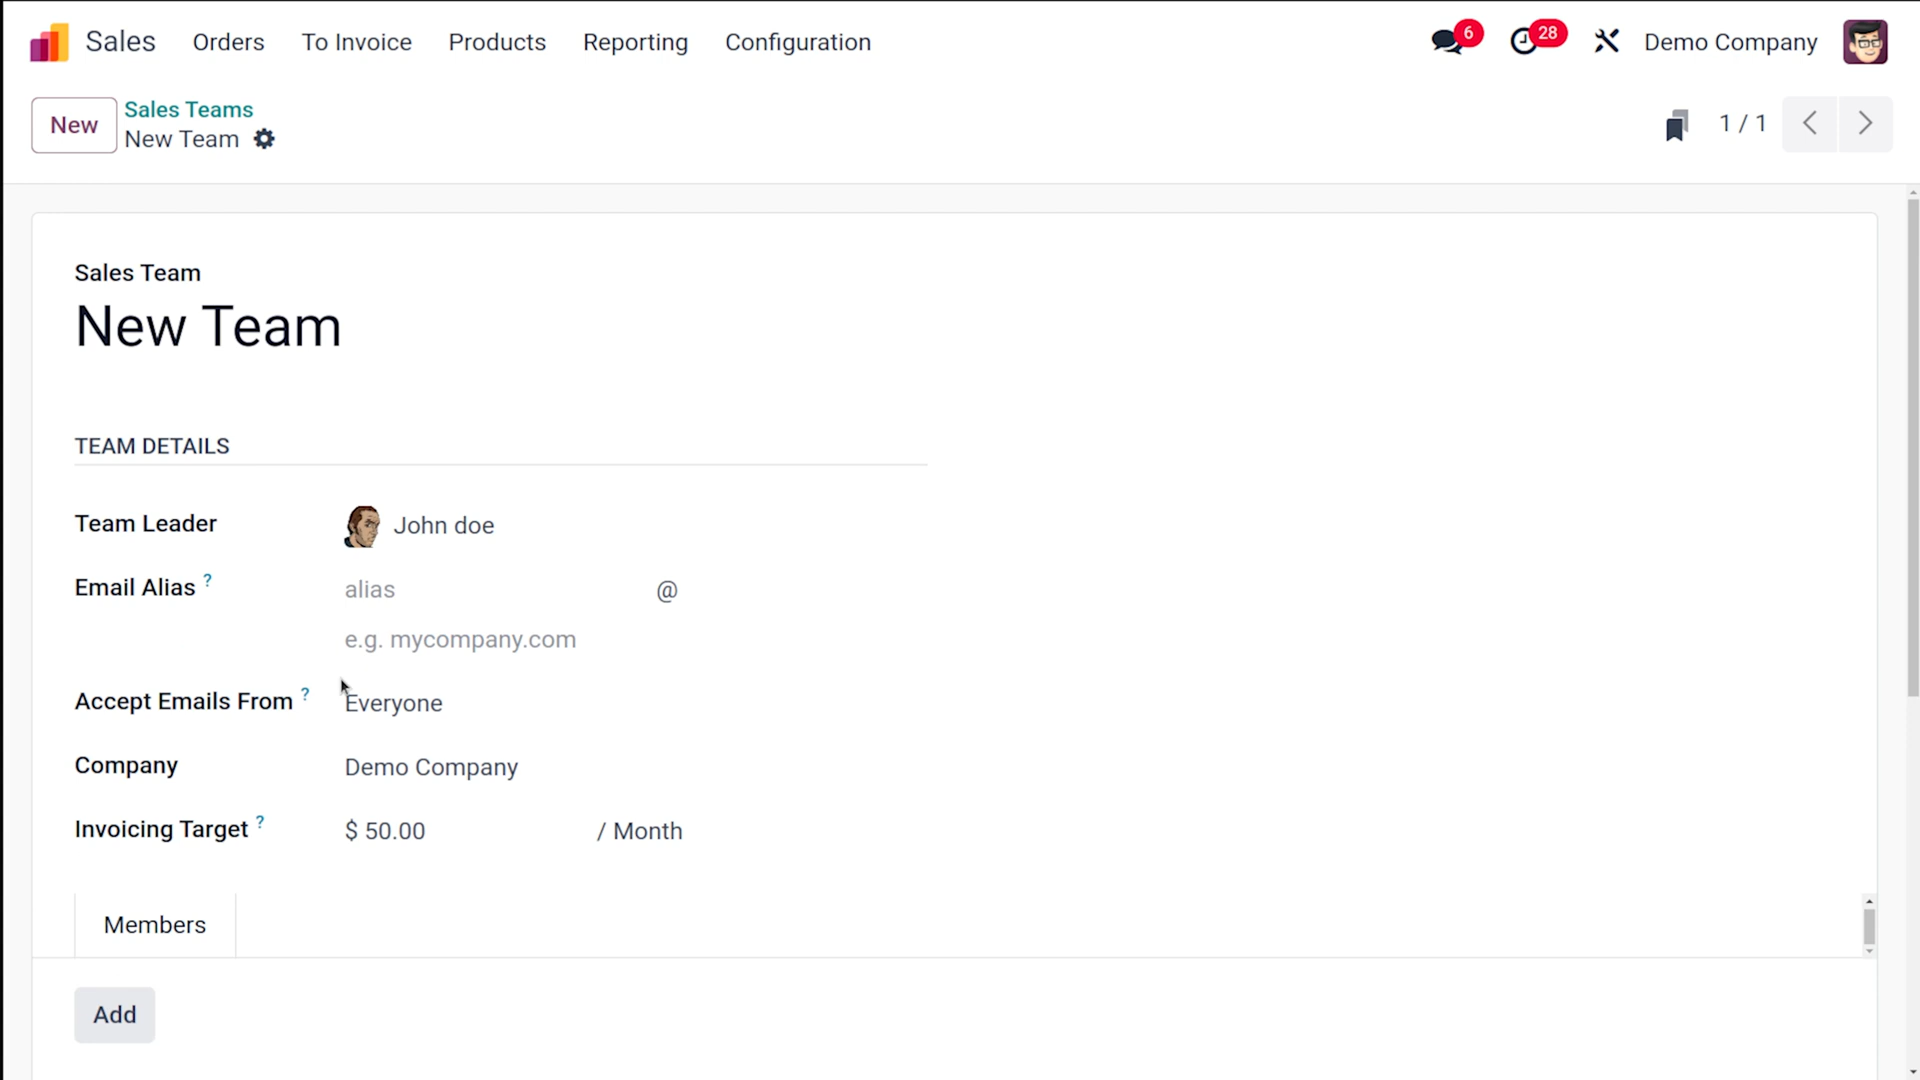 Sales Orders To Invoice Products Reporting Configuration 6 28 Demo Company
New Sales Teams
New Team 1 / 1
Sales Team
New Team
TEAM DETAILS
Team Leader John doe
Email Alias ? alias @
e.g. mycompany.com
Accept Emails From ? Everyone
Company Demo Company
Invoicing Target ? $ 50.00 / Month
Members
Add